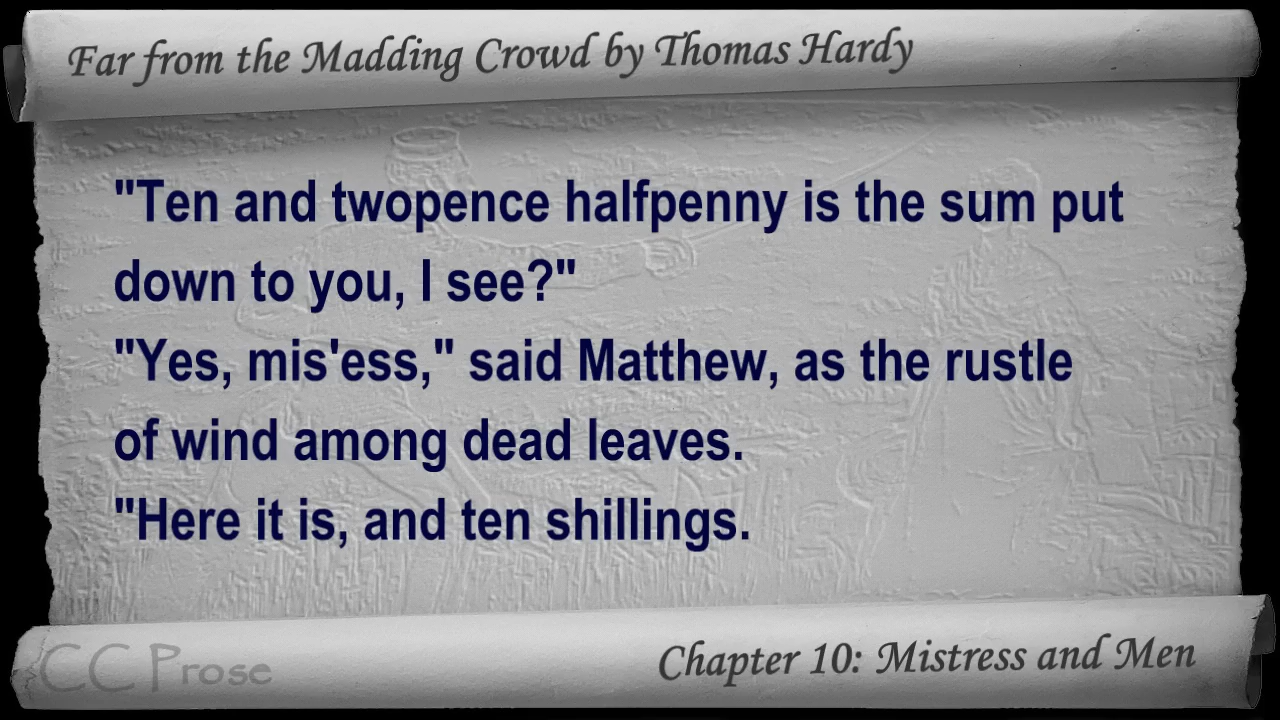 Far from the Madding Crowd by Thomas Hardy
"Ten and twopence halfpenny is the sum put
down to you, I see?"
"Yes, mis'ess," said Matthew, as the rustle
of wind among dead leaves.
"Here it is, and ten shillings.
CC Prose
Chapter 10: Mistress and Men